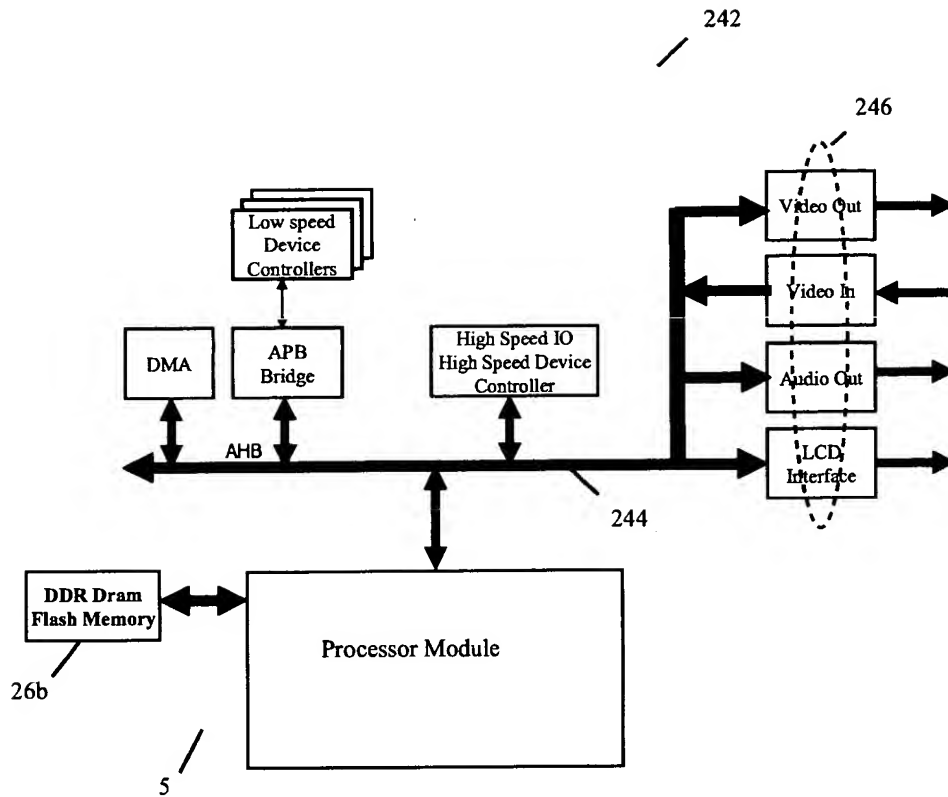 242
246
Video Out
Low speed
Device
Controllers
Video In
DMA
APB
Bridge
High Speed IO
High Speed Device
Controller
Audio Out
AHB
LCD
Interface
244
DDR Dram
Flash Memory
Processor Module
26b
5